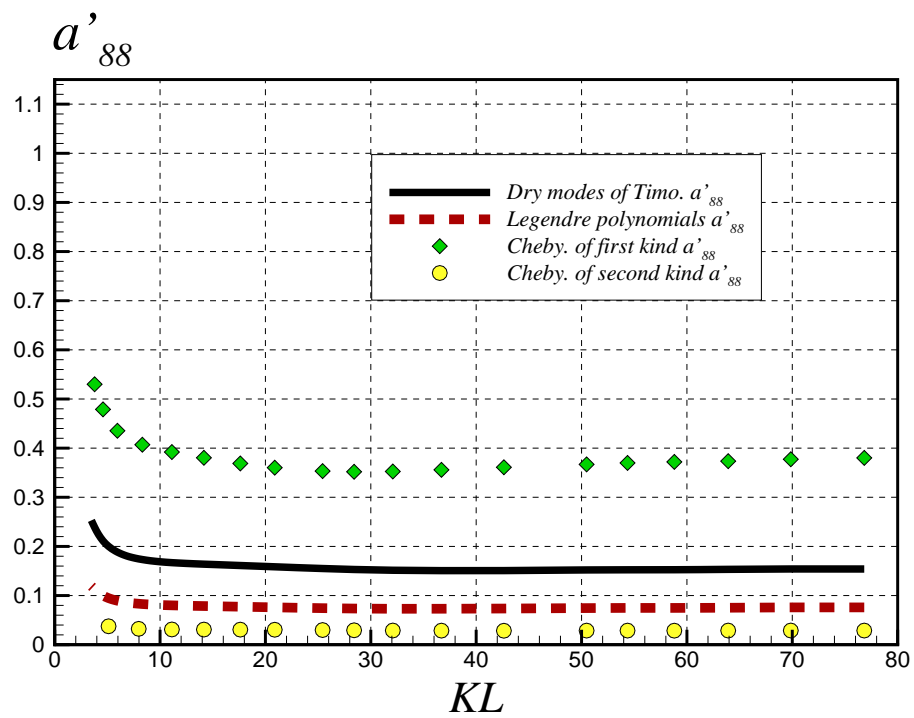 a’88
1.1
1
0.9
0.8
0.7
0.6
0.5
0.4
0.3
0.2
0.1
0
Dry modes of Timo. a’88
Legendre polynomials a’88
Cheby. of first kind a’88
Cheby. of second kind a’88
0 10 20 30 40 50 60 70 80
KL